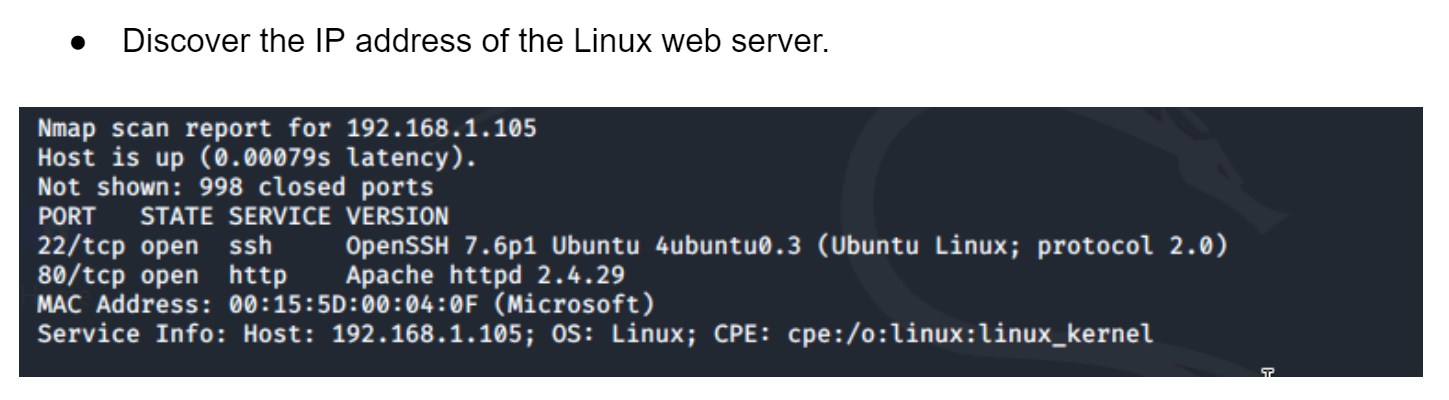 ● Discover the IP address of the Linux web server.
Nmap scan report for 192.168.1.105
Host is up (0.00079s latency).
Not shown: 998 closed ports
PORT   STATE SERVICE VERSION
22/tcp open  ssh     OpenSSH 7.6p1 Ubuntu 4ubuntu0.3 (Ubuntu Linux; protocol 2.0)
80/tcp open  http    Apache httpd 2.4.29
MAC Address: 00:15:5D:00:04:0F (Microsoft)
Service Info: Host: 192.168.1.105; OS: Linux; CPE: cpe:/o:linux:linux_kernel